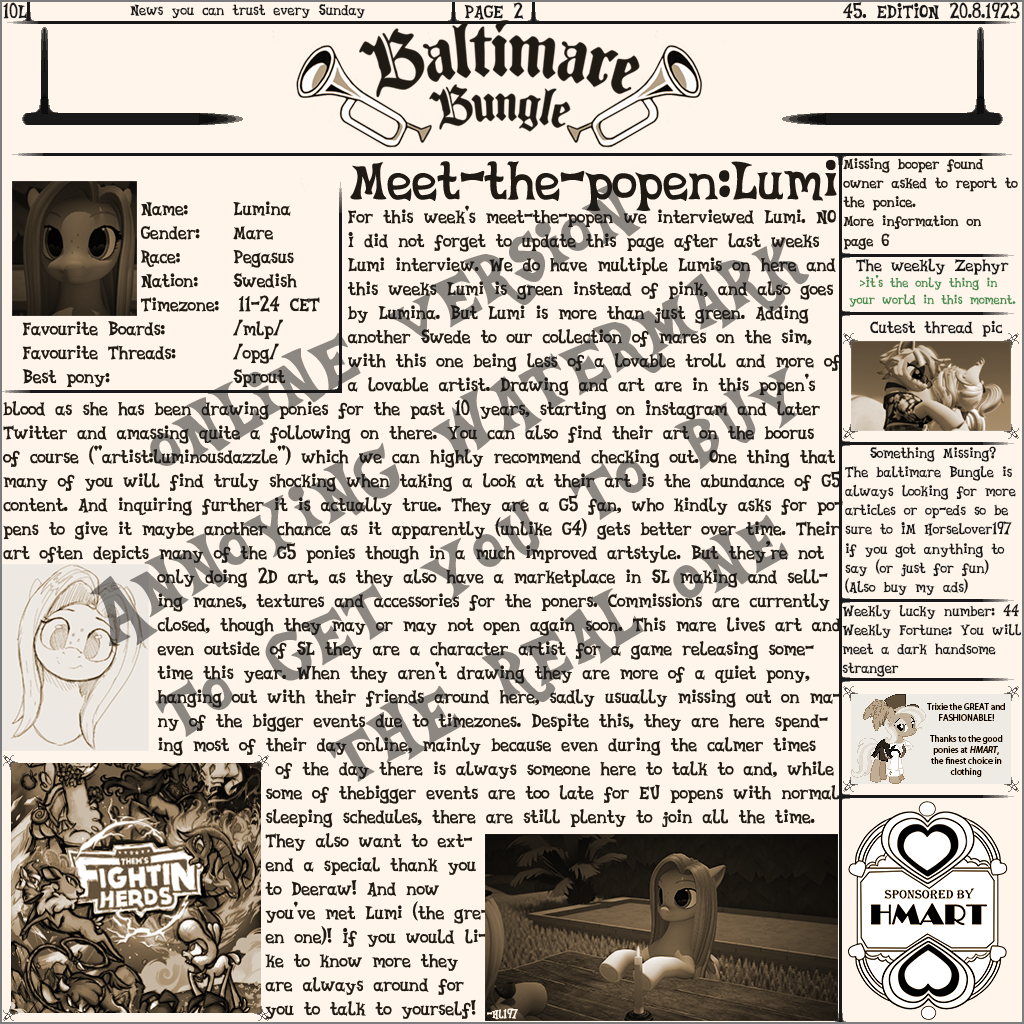 10L
News you can trust every Sunday
PAGE 2
45. EDiTiON 20.8.1923
Baltimare
Bungle
Name: Lumina
Gender: Mare
Race: Pegasus
Nation: Swedish
Timezone: 11-24 CET
Favourite Boards: /mlp/
Favourite Threads: /opg/
Best pony: Sprout
Meet-the-popen:Lumi
For this week's meet-the-popen we interviewed Lumi. NO
i did not forget to update this page after last weeks
Lumi interview. We do have multiple Lumis on here and
this weeks Lumi is green instead of pink, and also goes
by Lumina. But Lumi is more than just green. Adding
another Swede to our collection of mares on the sim,
with this one being less of a lovable troll and more of
a lovable artist. Drawing and art are in this popen's
blood as she has been drawing ponies for the past 10 years, starting on instagram and later
Twitter and amassing quite a following on there. You can also find their art on the boorus
of course ("artist:luminousdazzle") which we can highly recommend checking out. One thing that
many of you will find truly shocking when taking a look at their art is the abundance of G5
content. And inquiring further it is actually true. They are a G5 fan, who kindly asks for po-
pens to give it maybe another chance as it apparently (unlike G4) gets better over time. Their
art often depicts many of the G5 ponies though in a much improved artstyle. But they're not
only doing 2D art, as they also have a marketplace in SL making and sell-
ing manes, textures and accessories for the poners. Commissions are currently
closed, though they may or may not open again soon. This mare lives art and
even outside of SL they are a character artist for a game releasing some-
time this year. When they aren't drawing they are more of a quiet pony,
hanging out with their friends around here, sadly usually missing out on ma-
ny of the bigger events due to timezones. Despite this, they are here spend-
ing most of their day online, mainly because even during the calmer times
of the day there is always someone here to talk to and, while
some of thebigger events are too late for EU popens with normal
sleeping schedules, there are still plenty to join all the time.
They also want to ext-
end a special thank you
to Deeraw! And now
you've met Lumi (the gre-
en one)! if you would li-
ke to know more they
are always around for
you to talk to yourself!
THEM'S
FIGHTIN
HERDS
-HL197
ONLiNE VERSiON
ANNOYiNG WATERMARK
TO GET YOU TO BUY
THE REAL ONE
Missing booper found
owner asked to report to
the ponice.
More information on
page 6
The weekly Zephyr
>it's the only thing in
your world in this moment.
Cutest thread pic
Something Missing?
The baltimare Bungle is
always looking for more
articles or op-eds so be
sure to iM Horselover197
if you got anything to
say (or just for fun)
(Also buy my ads)
Weekly lucky number: 44
Weekly Fortune: You will
meet a dark handsome
stranger
Trixie the GREAT and
FASHIONABLE!
Thanks to the good
ponies at HMART,
the finest choice in
clothing
SPONSORED BY
HMART